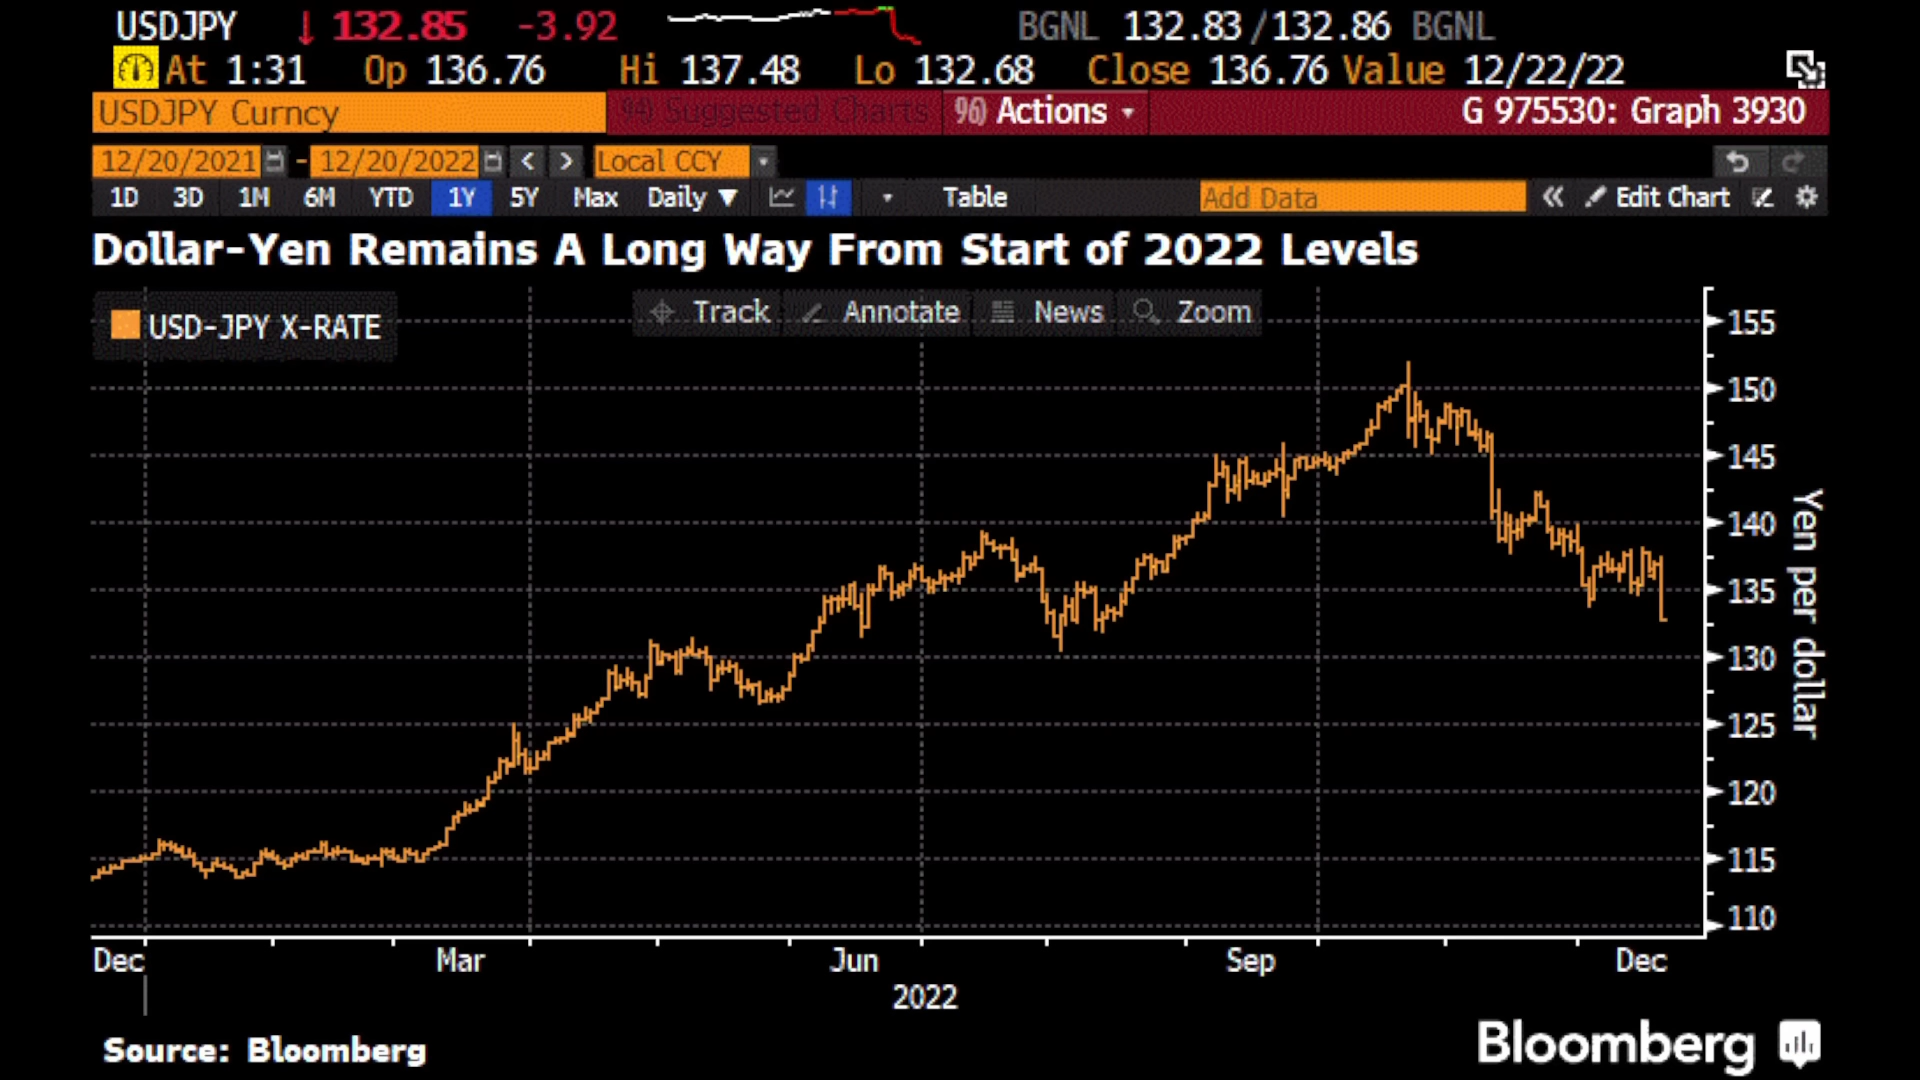 USDJPY ↓ 132.85 -3.92 BGNL 132.83/132.86 BGNL
At 1:31 Op 136.76 Hi 137.48 Lo 132.68 Close 136.76 Value 12/22/22
USDJPY Curncy 94) Suggested Charts 96) Actions G 975530: Graph 3930
12/20/2021 - 12/20/2022 < > Local CCY
1D 3D 1M 6M YTD 1Y 5Y Max Daily ▼ Table Add Data « Edit Chart
Dollar-Yen Remains A Long Way From Start of 2022 Levels
USD-JPY X-RATE
Track Annotate News Zoom
155
150
145
140
135
130
125
120
115
110
Yen per dollar
Dec Mar Jun Sep Dec
2022
Source: Bloomberg
Bloomberg